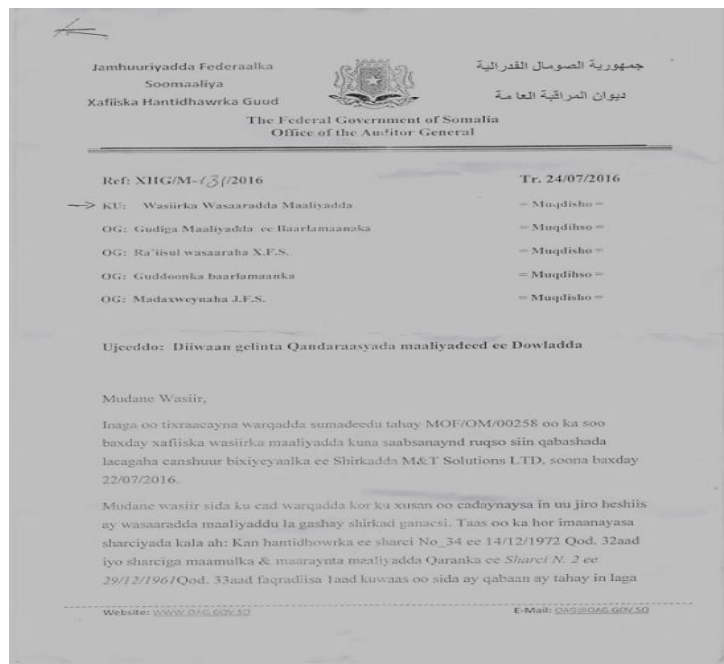 Jamhuuriyadda Federaalka
Soomaaliya
Xafiiska Hantidhawrka Guud
جمهورية الصومال الفدرالية
ديوان المراقبة العامة
The Federal Government of Somalia
Office of the Auditor General
Ref: XHG/M-131/2016 Tr. 24/07/2016
KU: Wasiirka Wasaaradda Maaliyadda = Muqdisho =
OG: Gudiga Maaliyadda ee Baarlamaanaka = Muqdihso =
OG: Ra'iisul wasaaraha X.F.S. = Muqdisho =
OG: Guddoonka baarlamaanka = Muqdihso =
OG: Madaxweynaha J.F.S. = Muqdisho =
Ujeeddo: Diiwaan gelinta Qandaraasyada maaliyadeed ee Dowladda
Mudane Wasiir,
Inaga oo tixraacayna warqadda sumadeedu tahay MOF/OM/00258 oo ka soo
baxday xafiiska wasiirka maaliyadda kuna saabsanaynd ruqso siin qabashada
lacagaha canshuur bixiyeyaalka ee Shirkadda M&T Solutions LTD, soona baxday
22/07/2016.
Mudane wasiir sida ku cad warqadda kor ku xusan oo cadaynaysa in uu jiro heshiis
ay wasaaradda maaliyaddu la gashay shirkad ganacsi. Taas oo ka hor imaanayasa
sharciyada kala ah: Kan hantidhowrka ee sharci No_34 ee 14/12/1972 Qod. 32aad
iyo sharciga maamulka & maaraynta maaliyadda Qaranka ee Sharci N. 2 ee
29/12/1961Qod. 33aad faqradiisa 1aad kuwaas oo sida ay qabaan ay tahay in laga
Website: WWW.OAG.GOV.SO E-Mail: OAG@OAG.GOV.SO